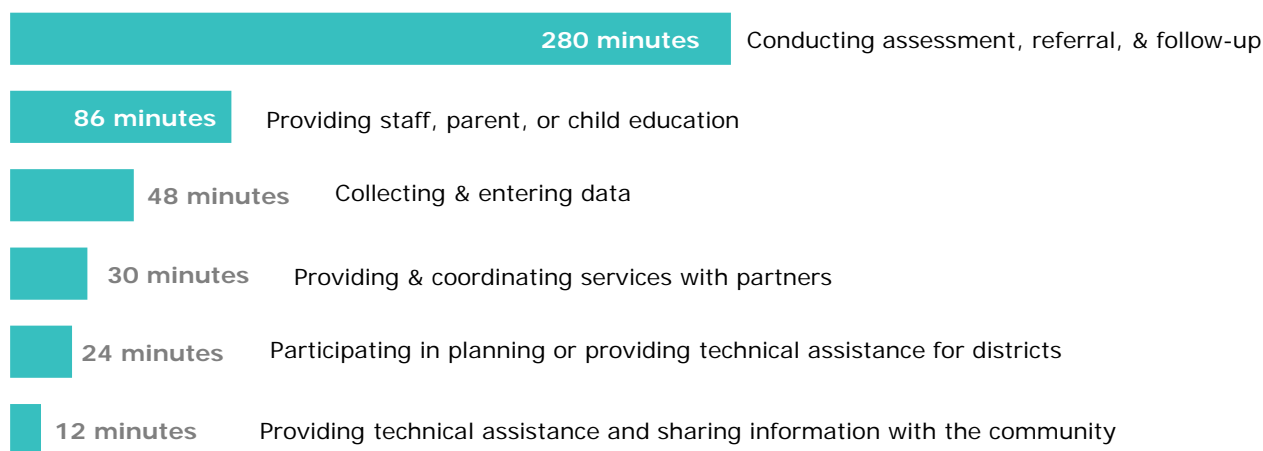 280 minutes Conducting assessment, referral, & follow-up
86 minutes Providing staff, parent, or child education
48 minutes Collecting & entering data
30 minutes Providing & coordinating services with partners
24 minutes Participating in planning or providing technical assistance for districts
12 minutes Providing technical assistance and sharing information with the community